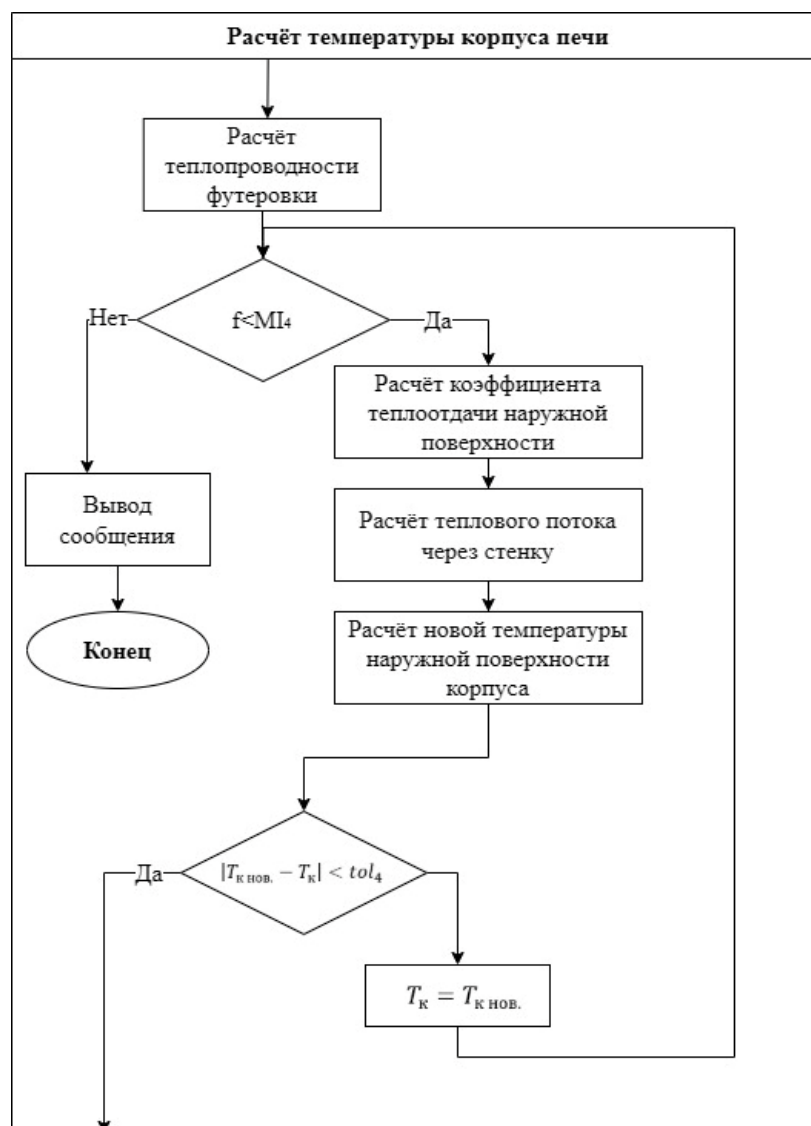 Расчёт температуры корпуса печи
Расчёт
теплопроводности
футеровки
f<MI₄
Нет
Да
Расчёт коэффициента
теплоотдачи наружной
поверхности
Вывод
сообщения
Расчёт теплового потока
через стенку
Конец
Расчёт новой температуры
наружной поверхности
корпуса
|Tк нов. − Tк| < tol₄
Да
Tк = Tк нов.